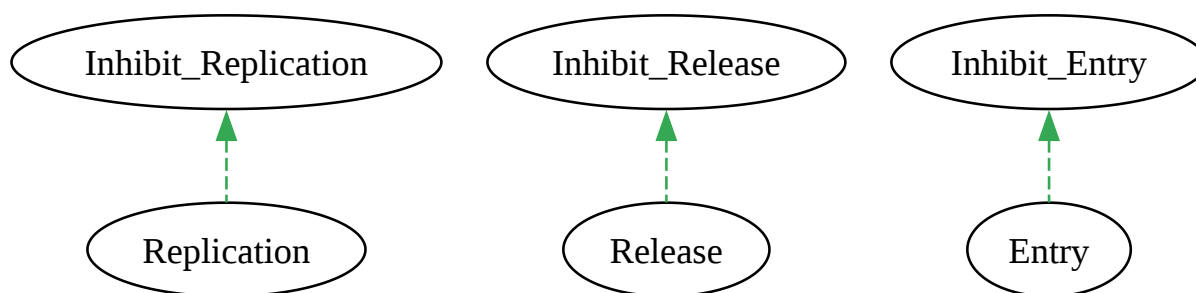 Inhibit_Replication
Inhibit_Release
Inhibit_Entry
Replication
Release
Entry